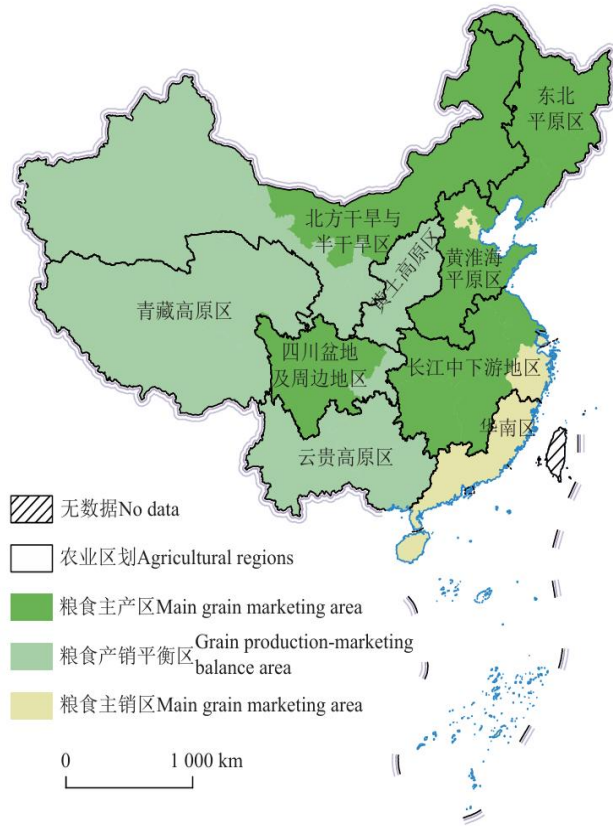 东北
平原区
北方干旱与
半干旱区
黄土高原区
黄淮海
平原区
青藏高原区
四川盆地
及周边地区
长江中下游地区
华南区
云贵高原区
无数据No data
农业区划Agricultural regions
粮食主产区Main grain marketing area
粮食产销平衡区Grain production-marketing
balance area
粮食主销区Main grain marketing area
0 1 000 km